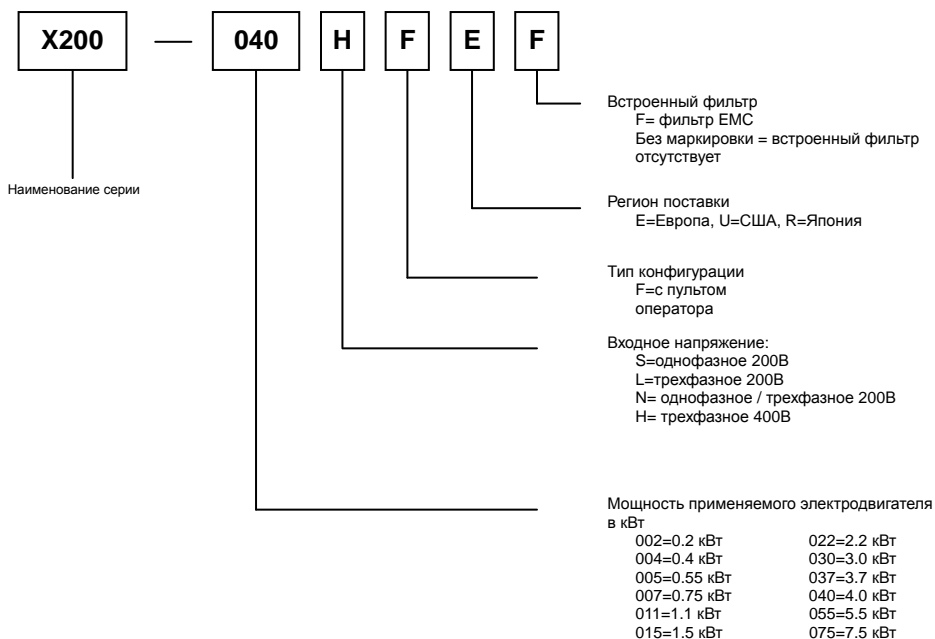 X200 — 040 H F E F
Наименование серии
Встроенный фильтр
F= фильтр EMC
Без маркировки = встроенный фильтр
отсутствует
Регион поставки
E=Европа, U=США, R=Япония
Тип конфигурации
F=с пультом
оператора
Входное напряжение:
S=однофазное 200В
L=трехфазное 200В
N= однофазное / трехфазное 200В
H= трехфазное 400В
Мощность применяемого электродвигателя
в кВт
002=0.2 кВт 022=2.2 кВт
004=0.4 кВт 030=3.0 кВт
005=0.55 кВт 037=3.7 кВт
007=0.75 кВт 040=4.0 кВт
011=1.1 кВт 055=5.5 кВт
015=1.5 кВт 075=7.5 кВт